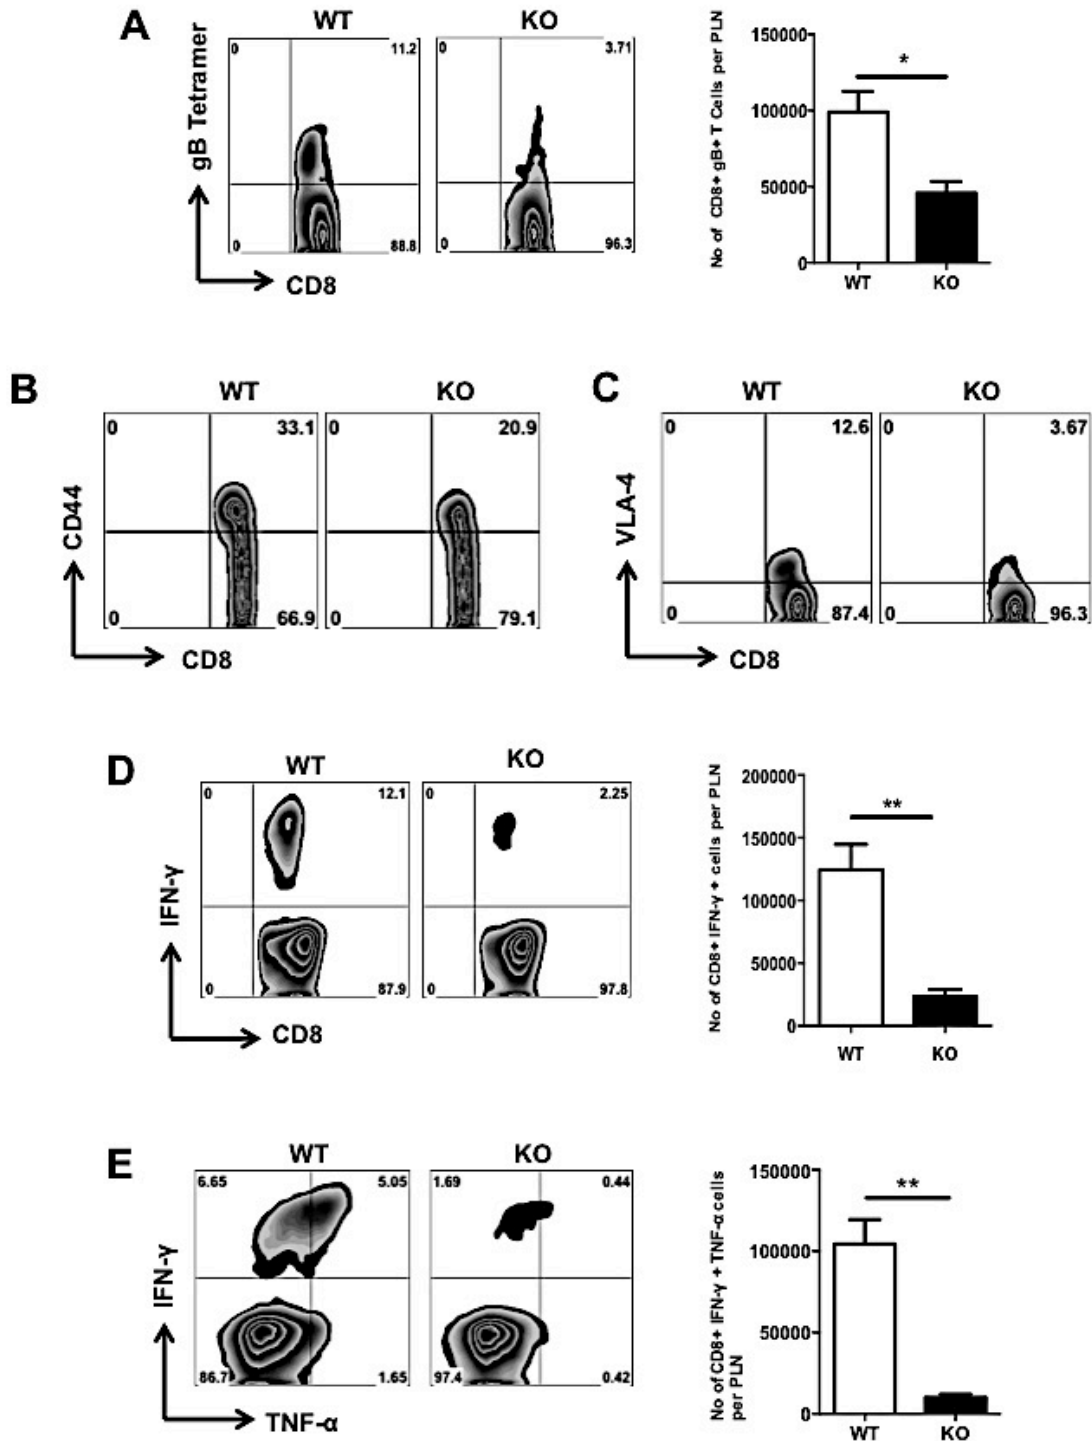 A
WT
KO
gB Tetramer
0
11.2
0
88.8
0
3.71
0
96.3
CD8
No of CD8+ gB+ T Cells per PLN
150000
100000
50000
0
WT
KO
*
B
WT
KO
CD44
0
33.1
0
66.9
0
20.9
0
79.1
CD8
C
WT
KO
VLA-4
0
12.6
0
87.4
0
3.67
0
96.3
CD8
D
WT
KO
IFN-γ
0
12.1
0
87.9
0
2.25
0
97.8
CD8
No of CD8+ IFN-γ + cells per PLN
200000
150000
100000
50000
0
WT
KO
**
E
WT
KO
IFN-γ
6.65
5.05
86.7
1.65
1.69
0.44
97.4
0.42
TNF-α
No of CD8+ IFN-γ + TNF-α cells
per PLN
150000
100000
50000
0
WT
KO
**